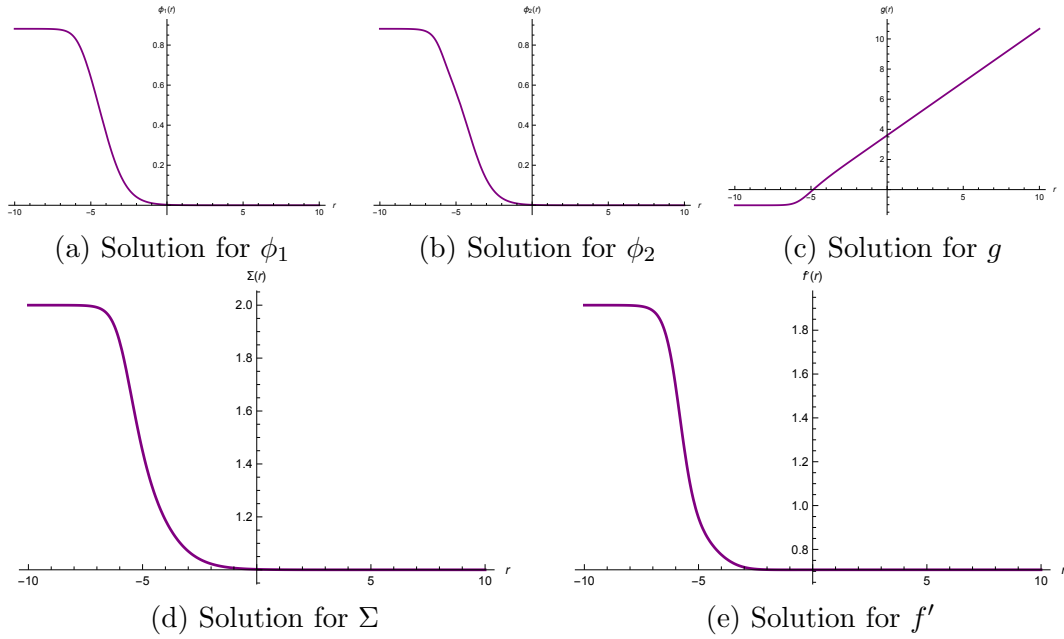 ϕ₁(r)
0.8
0.6
0.4
0.2
−10 −5 5 10 r
(a) Solution for ϕ₁
ϕ₂(r)
0.8
0.6
0.4
0.2
−10 −5 5 10 r
(b) Solution for ϕ₂
g(r)
10
8
6
4
2
−10 −5 5 10 r
(c) Solution for g
Σ(r)
2.0
1.8
1.6
1.4
1.2
−10 −5 5 10 r
(d) Solution for Σ
f′(r)
1.8
1.6
1.4
1.2
1.0
0.8
−10 −5 5 10 r
(e) Solution for f′